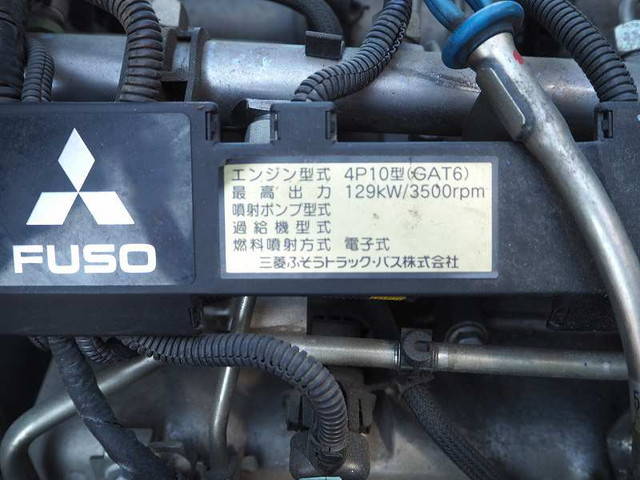 FUSO
エンジン型式 4P10型(GAT6)
最高出力 129kW/3500rpm
噴射ポンプ型式
過給機型式
燃料噴射方式 電子式
三菱ふそうトラック・バス株式会社